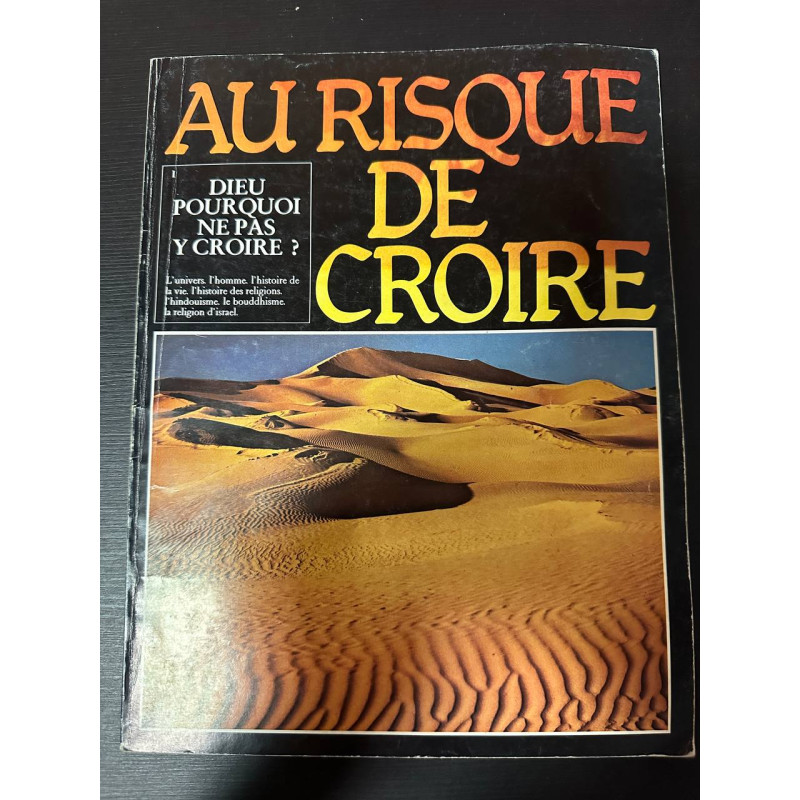 AU RISQUE
DE
CROIRE
1
DIEU
POURQUOI
NE PAS
Y CROIRE ?
L'univers. l'homme. l'histoire de
la vie. l'histoire des religions.
l'hindouisme. le bouddhisme.
la religion d'israel.